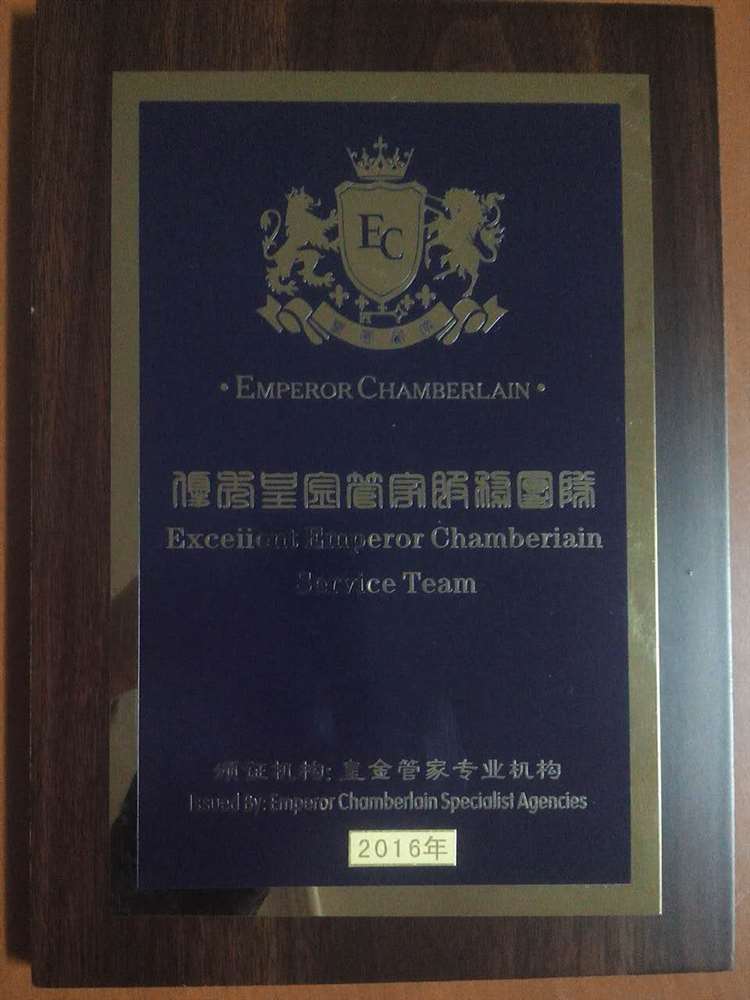 EC
EMPEROR CHAMBERLAIN
優秀皇金管家服務團隊
Exceiient Emperor Chamberiain
Service Team
颁证机构:皇金管家专业机构
Issued By: Emperor Chamberlain Specialist Agencies
2016年